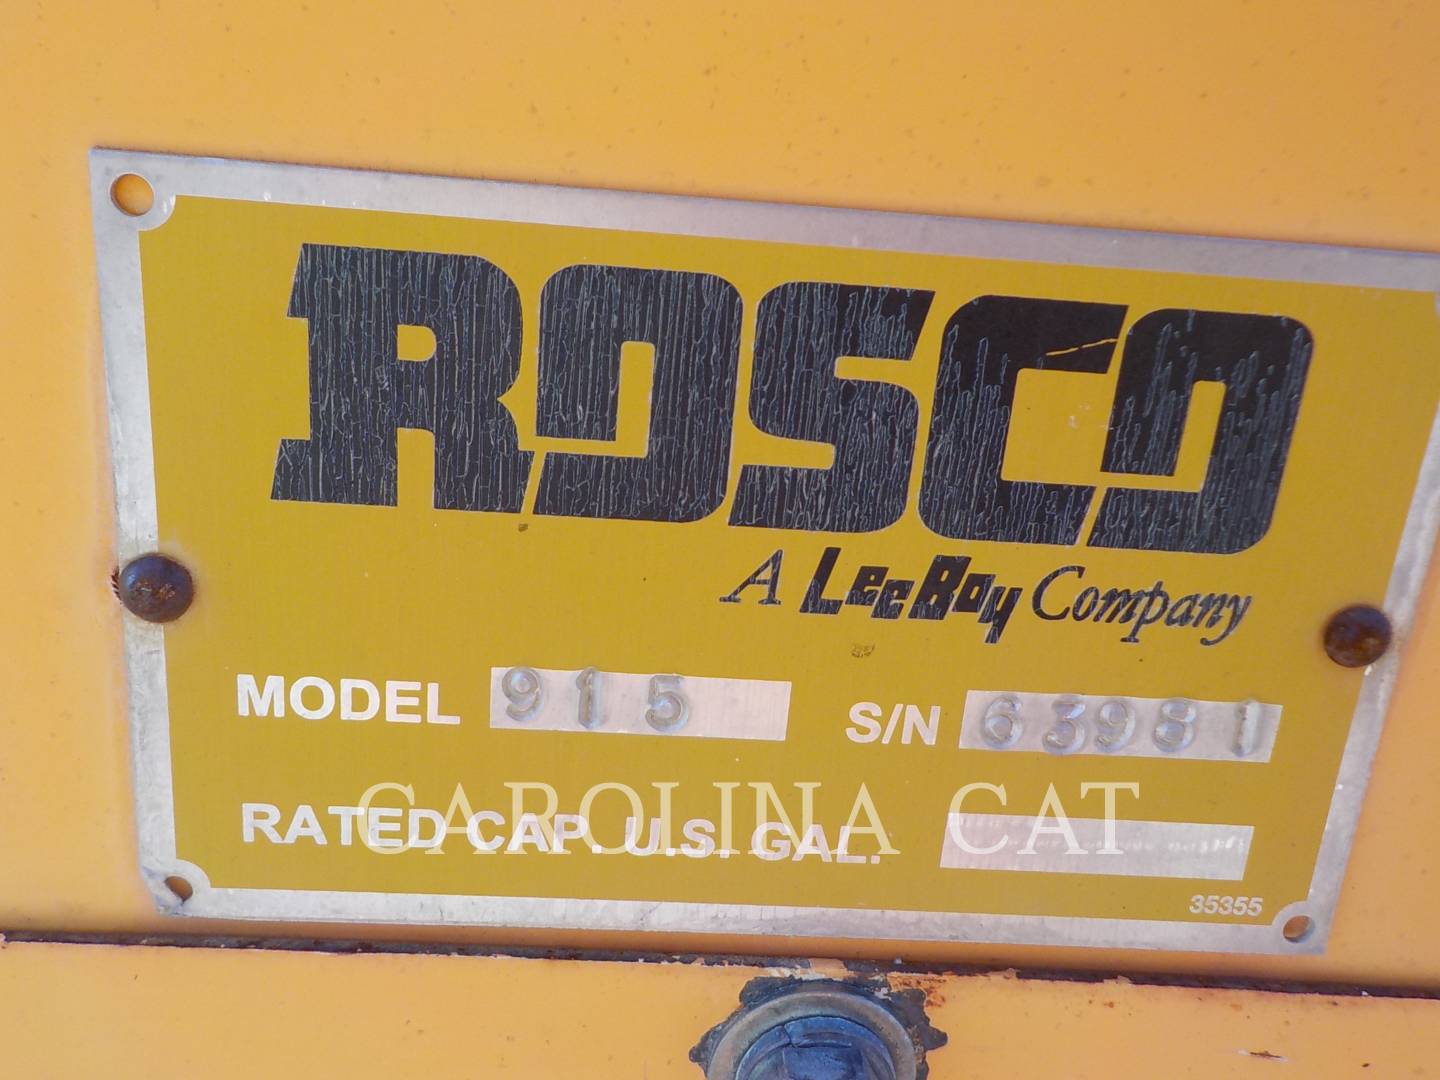 ROSCO
A LeeBoy Company
MODEL 915 S/N 63981
CAROLINA CAT
RATED CAP. U.S. GAL.
35355